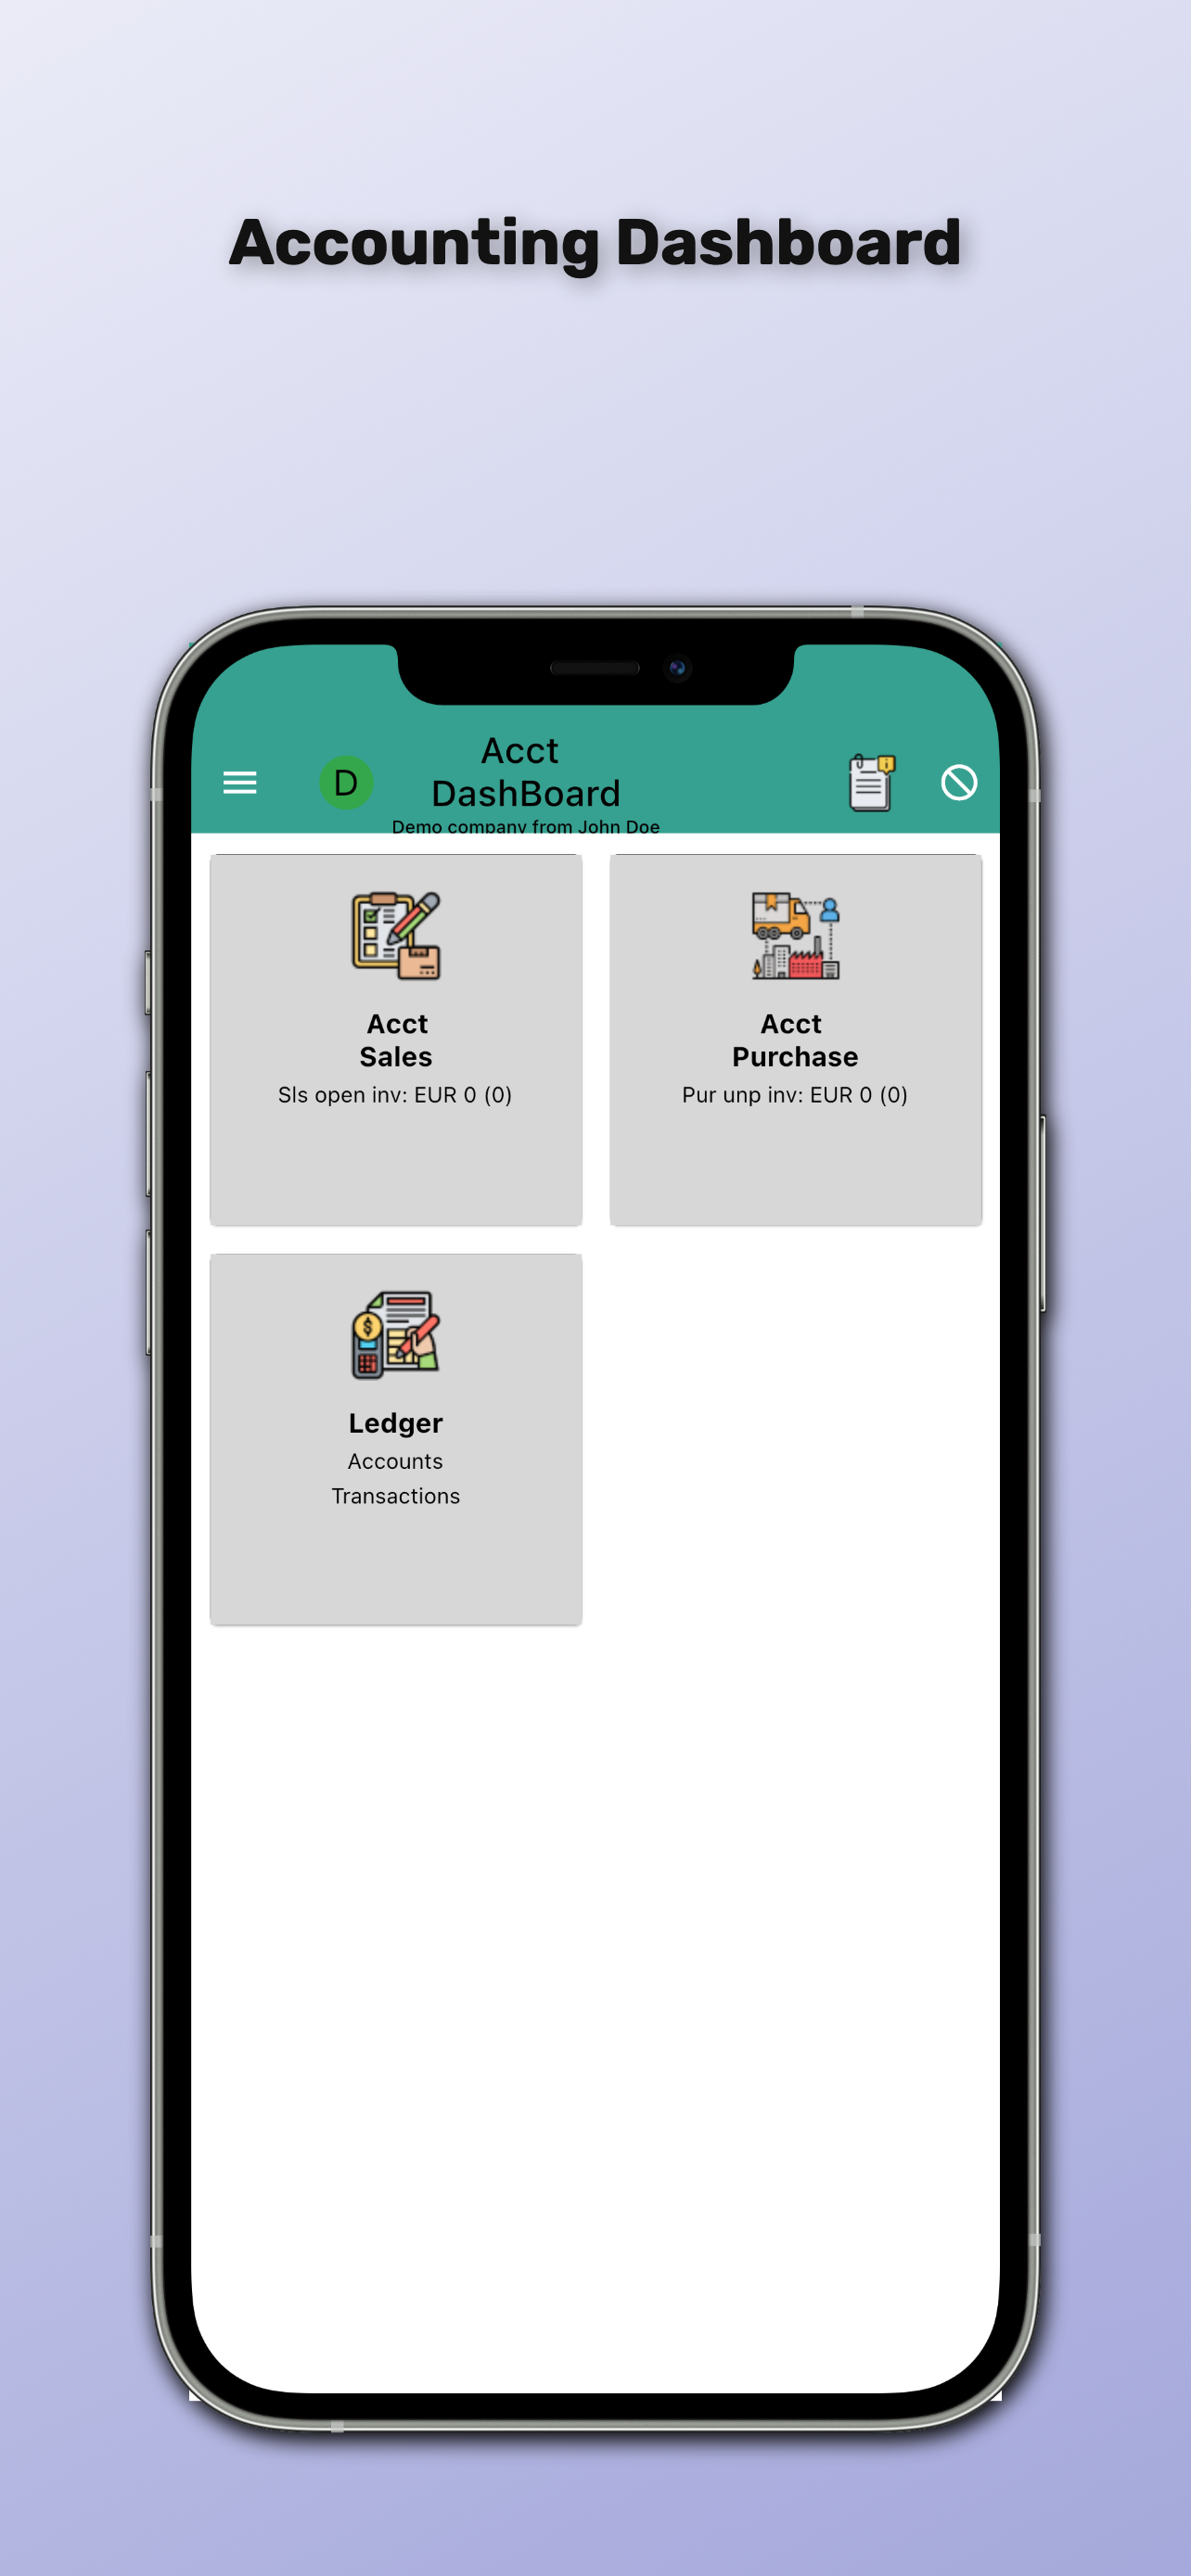 Accounting Dashboard
D
Acct
DashBoard
Demo company from John Doe
Acct
Sales
Sls open inv: EUR 0 (0)
Acct
Purchase
Pur unp inv: EUR 0 (0)
Ledger
Accounts
Transactions